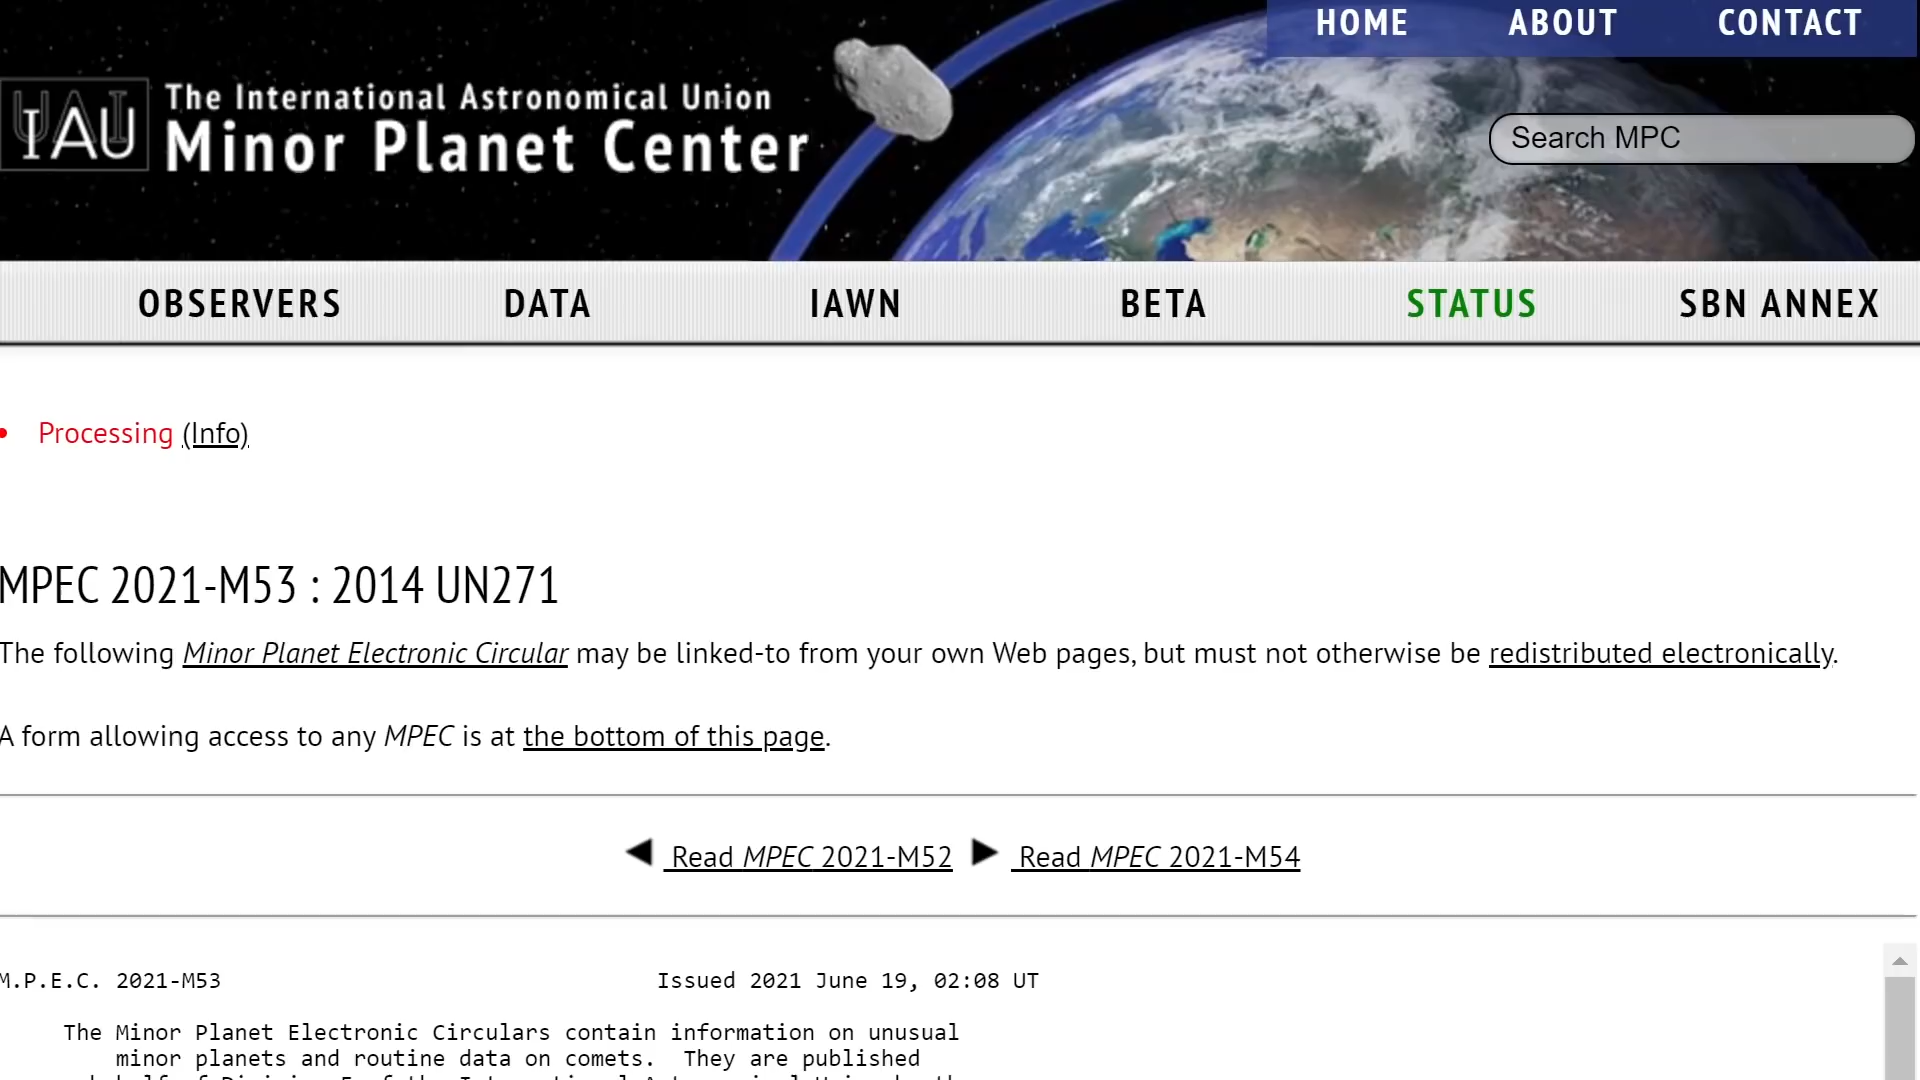 HOME ABOUT CONTACT
IAU
The International Astronomical Union
Minor Planet Center
Search MPC
OBSERVERS DATA IAWN BETA STATUS SBN ANNEX
• Processing (Info)
MPEC 2021-M53 : 2014 UN271
The following Minor Planet Electronic Circular may be linked-to from your own Web pages, but must not otherwise be redistributed electronically.
A form allowing access to any MPEC is at the bottom of this page.
Read MPEC 2021-M52 Read MPEC 2021-M54
M.P.E.C. 2021-M53 Issued 2021 June 19, 02:08 UT
The Minor Planet Electronic Circulars contain information on unusual
minor planets and routine data on comets. They are published